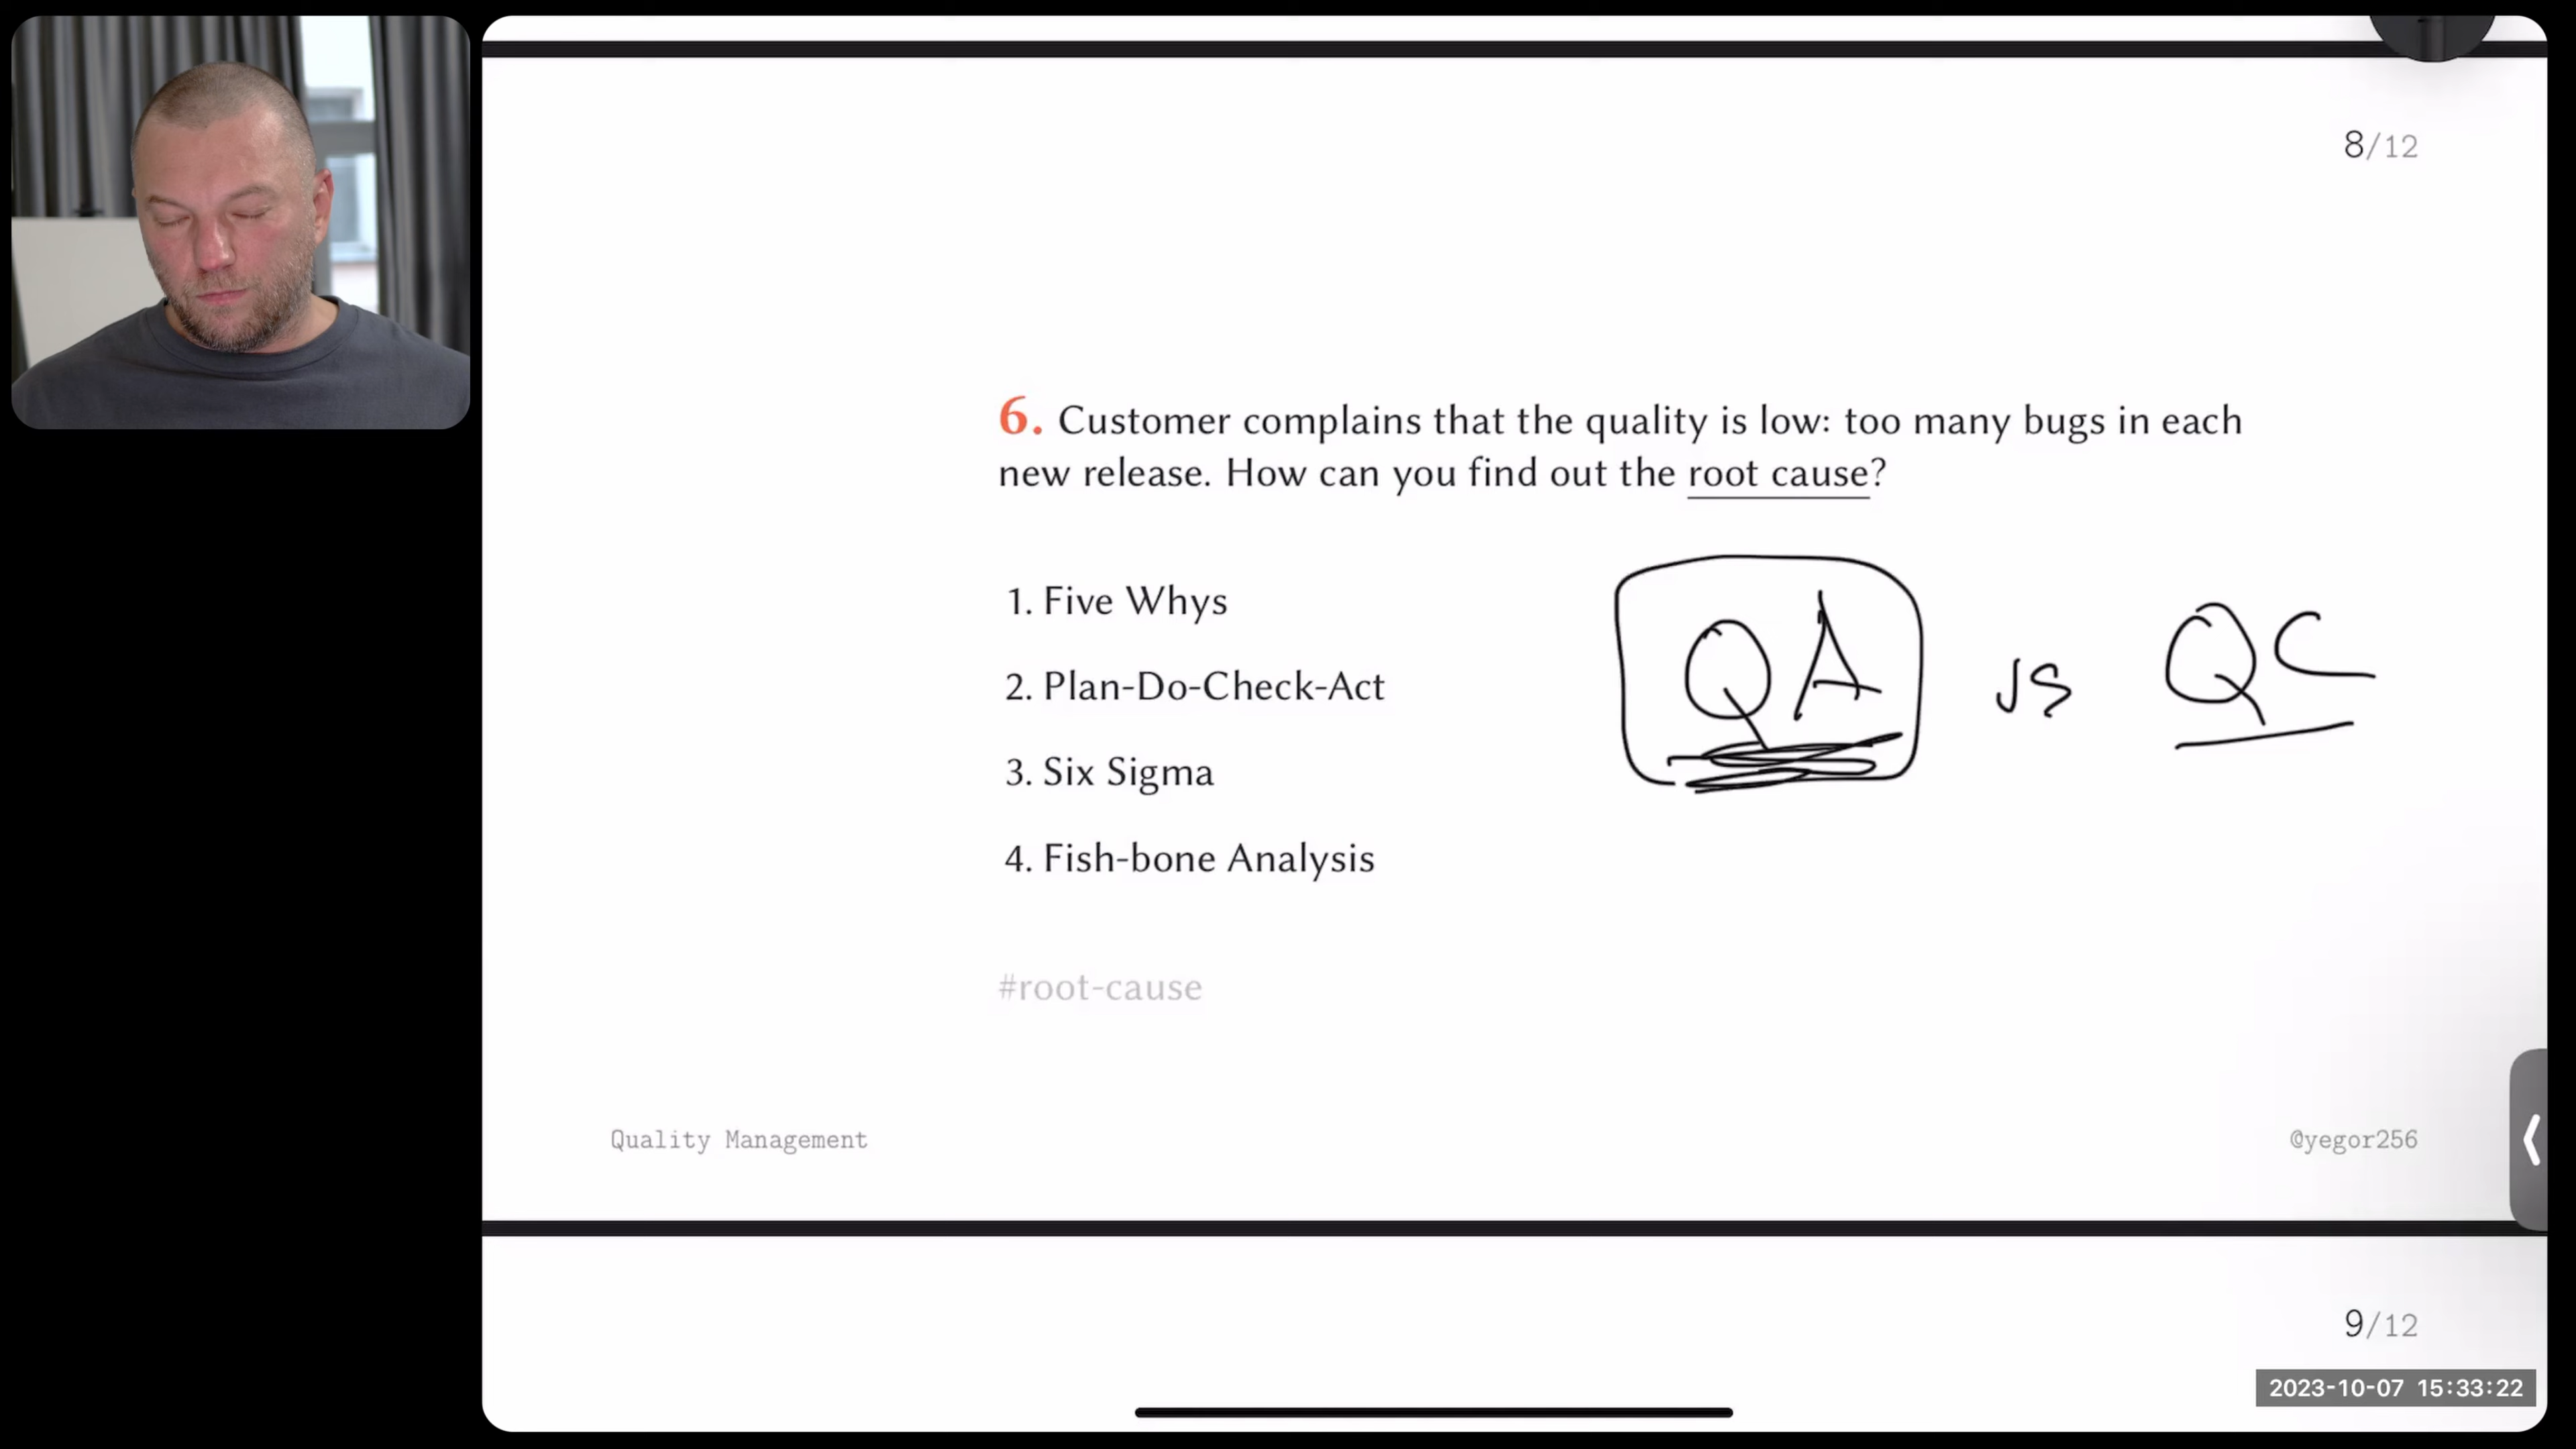 8/12
6. Customer complains that the quality is low: too many bugs in each
new release. How can you find out the root cause?
1. Five Whys
2. Plan-Do-Check-Act
3. Six Sigma
4. Fish-bone Analysis
QA vs QC
#root-cause
Quality Management
@yegor256
9/12
2023-10-07 15:33:22